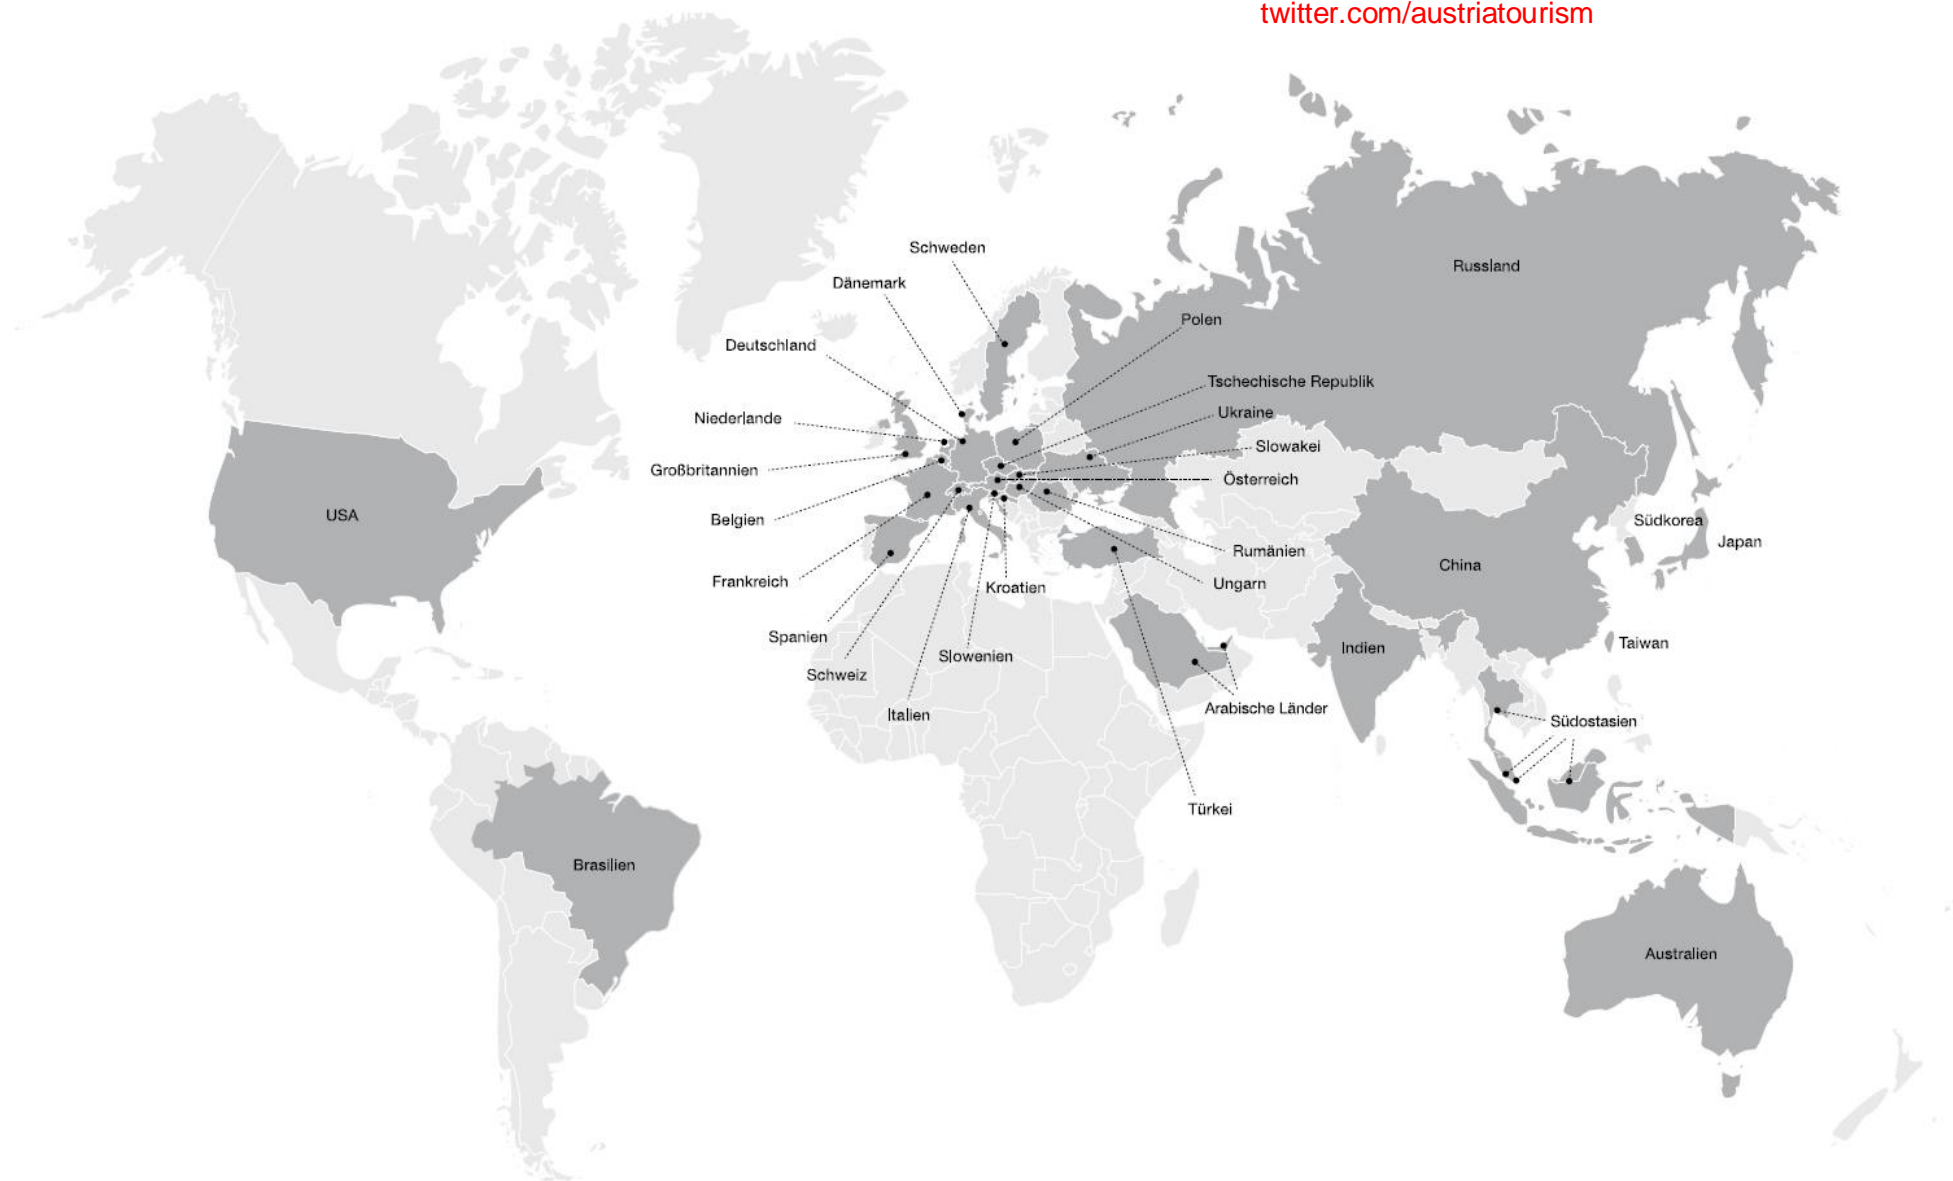 twitter.com/austriatourism
Schweden
Russland
Dänemark
Polen
Deutschland
Tschechische Republik
Niederlande
Ukraine
Slowakei
Großbritannien
Österreich
USA
Belgien
Südkorea
Japan
Rumänien
China
Frankreich
Kroatien
Ungarn
Spanien
Taiwan
Indien
Slowenien
Schweiz
Arabische Länder
Italien
Südostasien
Türkei
Brasilien
Australien